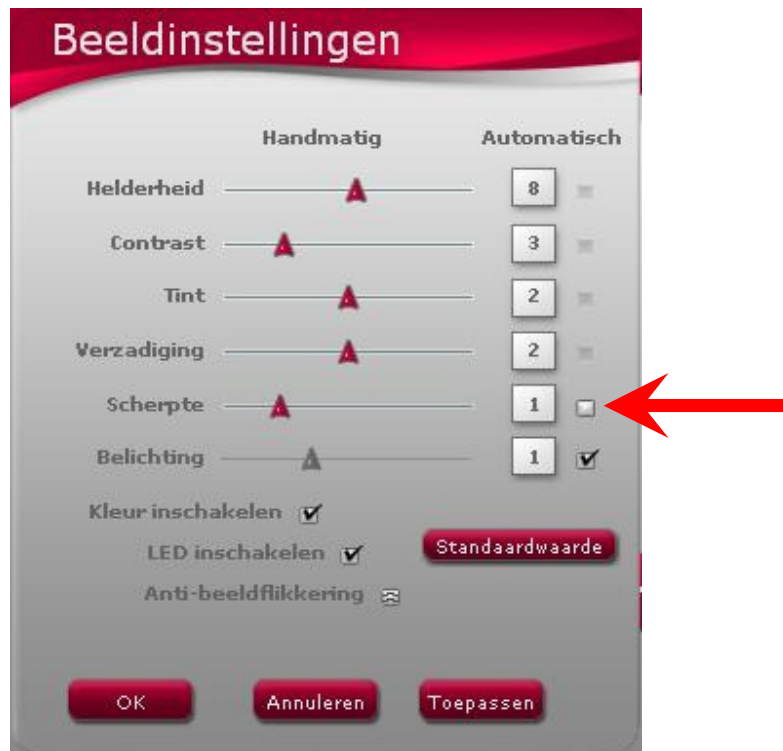 Beeldinstellingen
Handmatig Automatisch
Helderheid 8
Contrast 3
Tint 2
Verzadiging 2
Scherpte 1
Belichting 1
Kleur inschakelen
LED inschakelen Standaardwaarde
Anti-beeldflikkering
OK Annuleren Toepassen